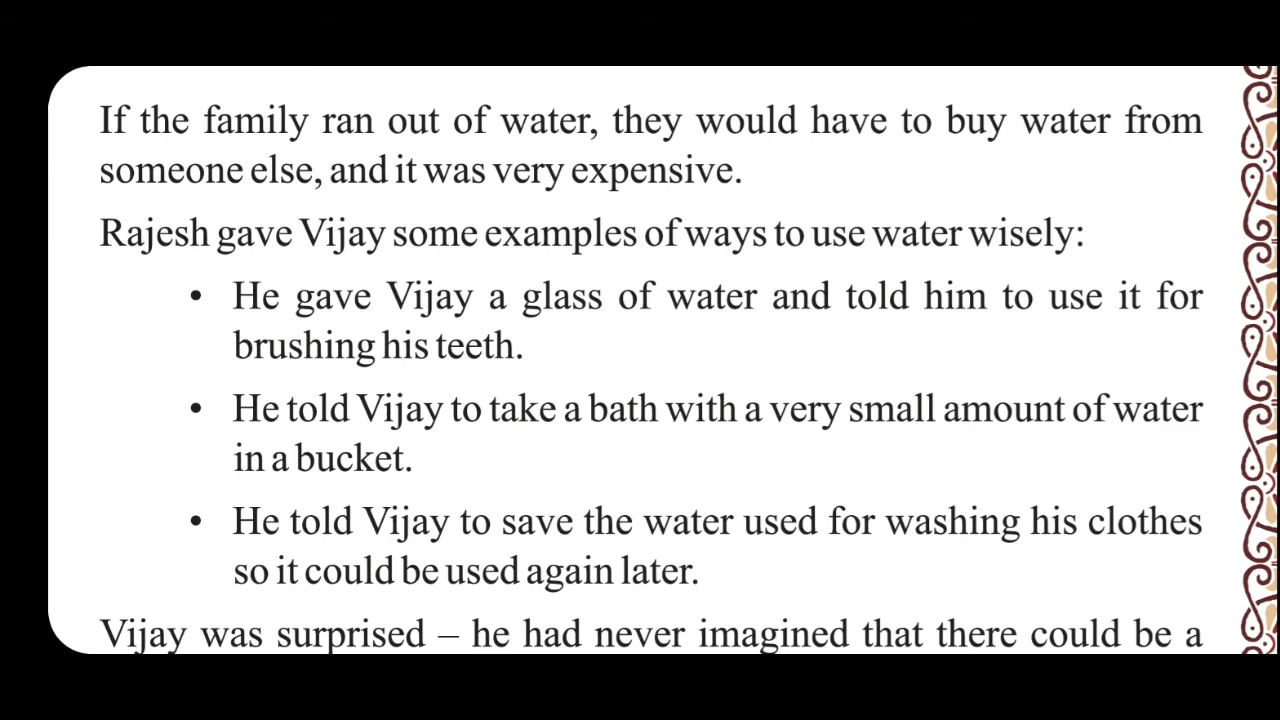 If the family ran out of water, they would have to buy water from
someone else, and it was very expensive.
Rajesh gave Vijay some examples of ways to use water wisely:
• He gave Vijay a glass of water and told him to use it for
brushing his teeth.
• He told Vijay to take a bath with a very small amount of water
in a bucket.
• He told Vijay to save the water used for washing his clothes
so it could be used again later.
Vijay was surprised – he had never imagined that there could be a